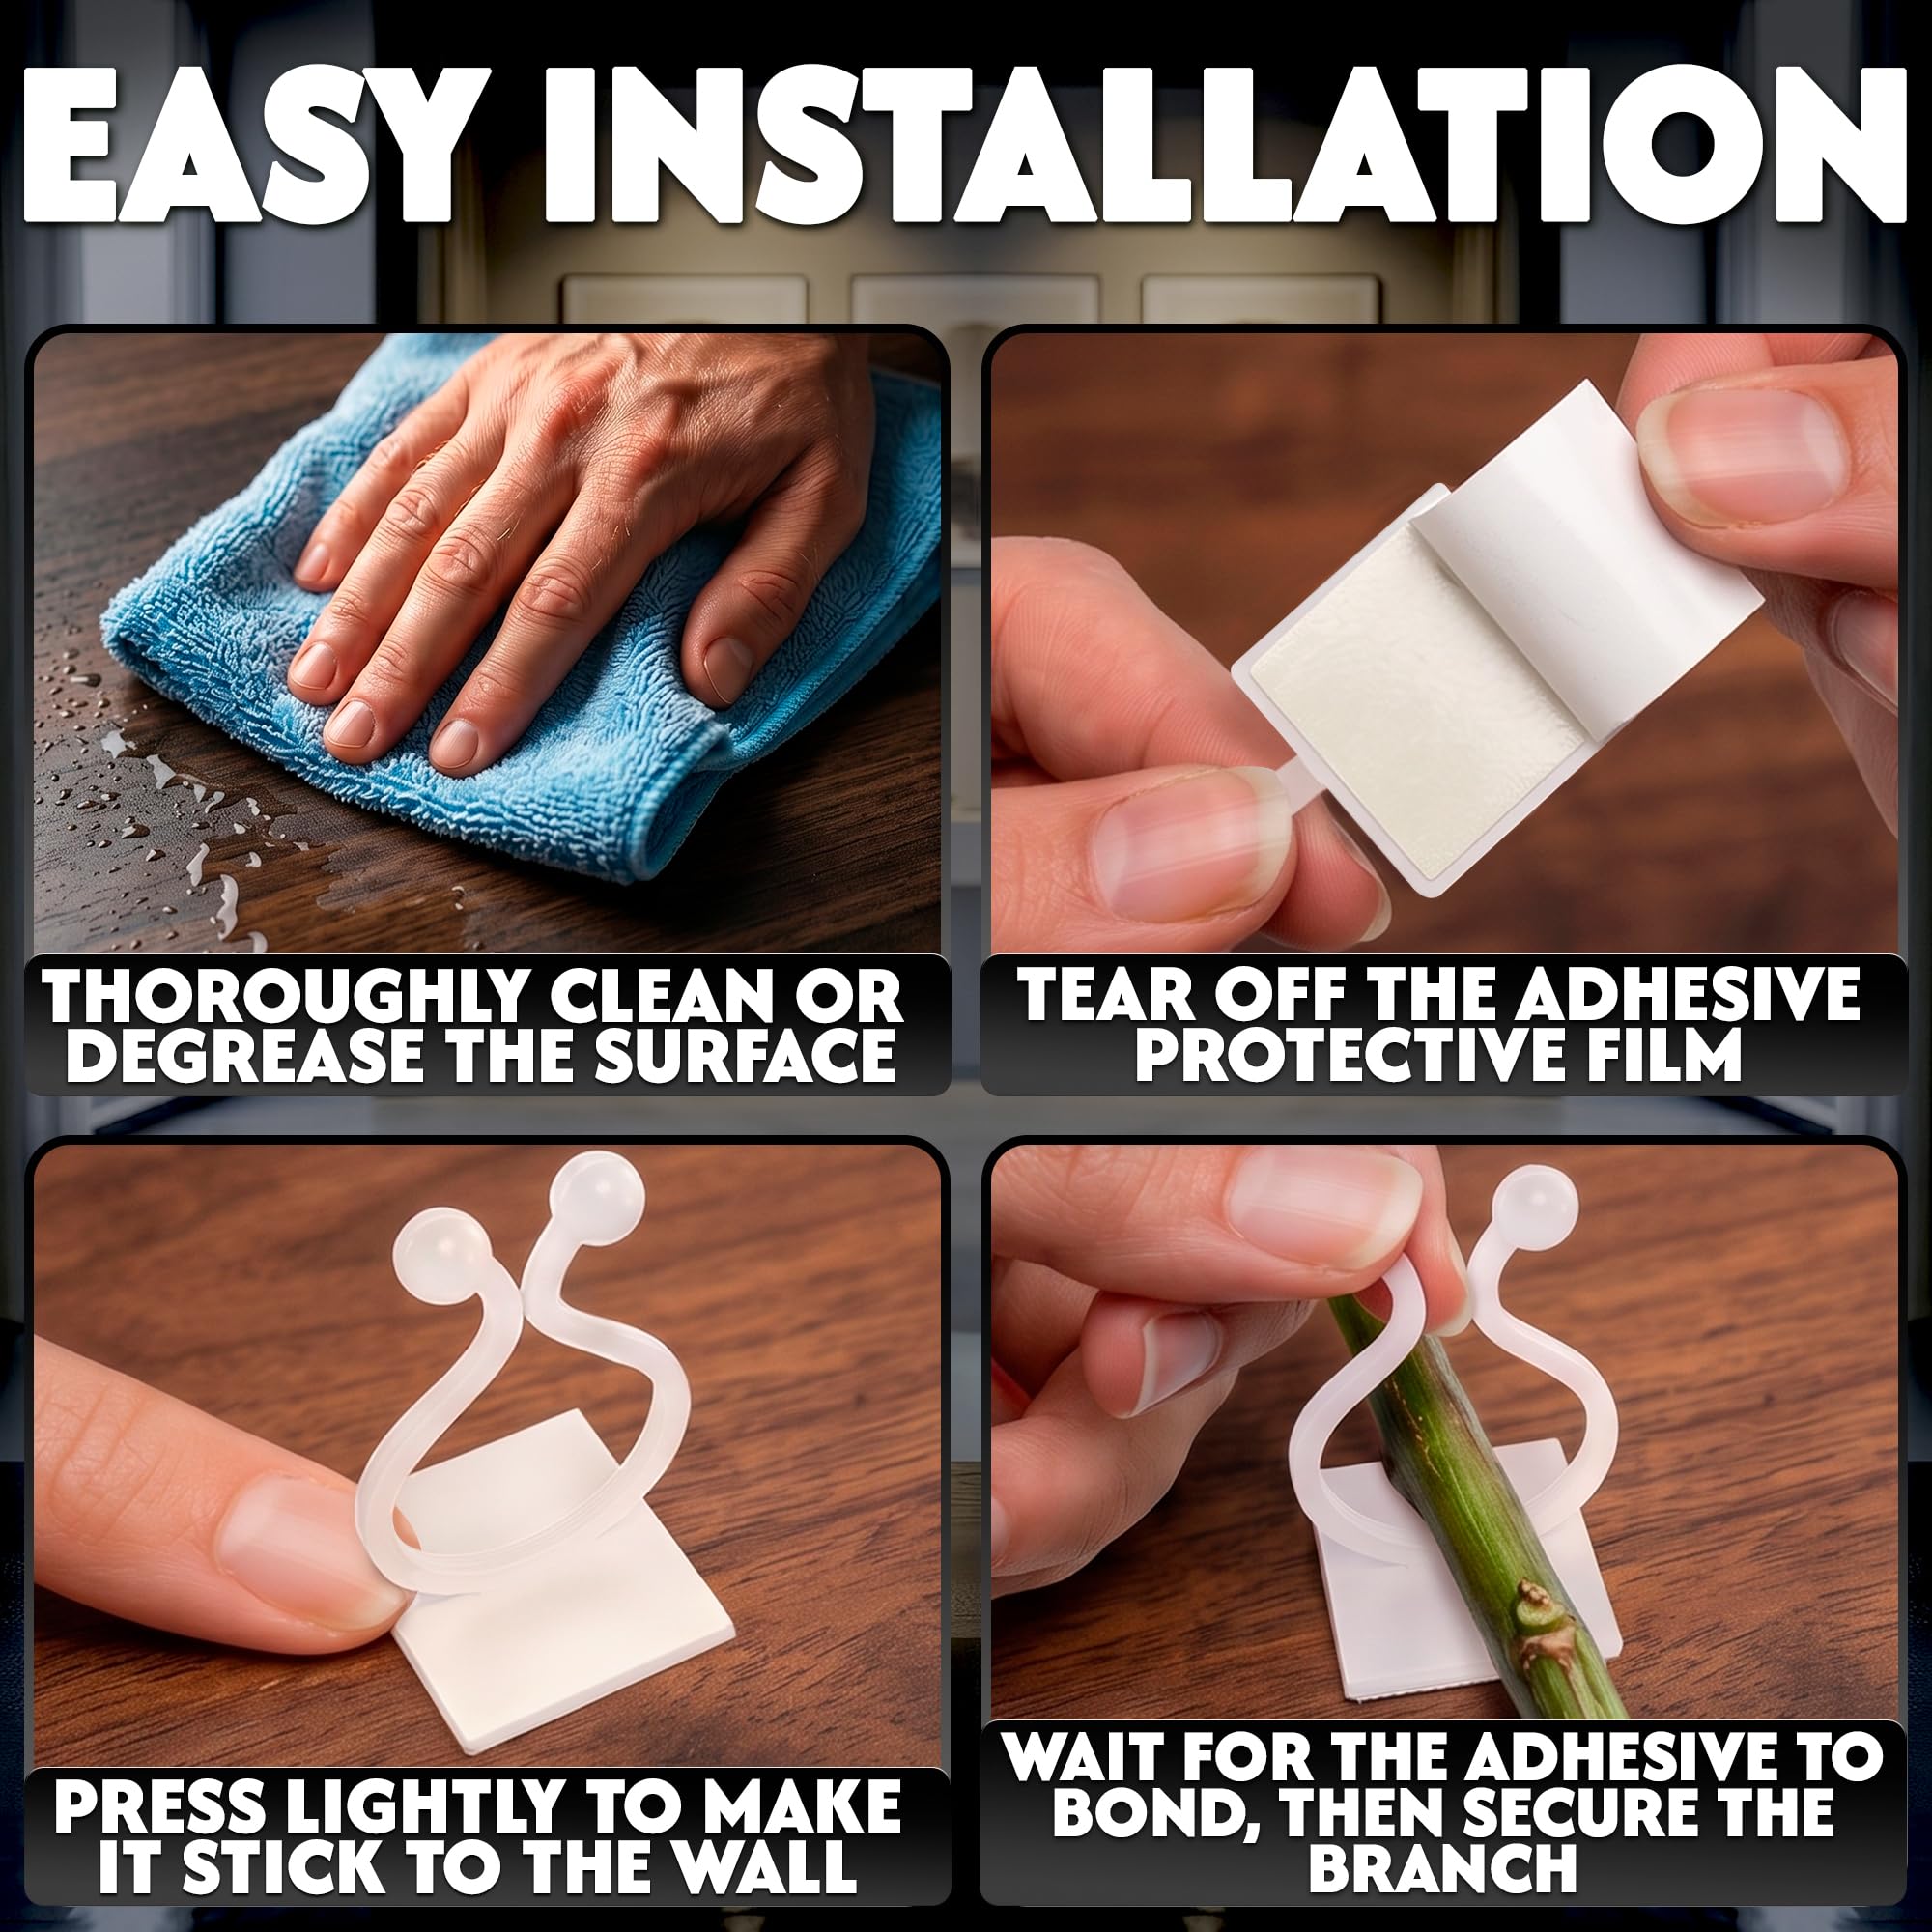 EASY INSTALLATION
THOROUGHLY CLEAN OR
DEGREASE THE SURFACE
TEAR OFF THE ADHESIVE
PROTECTIVE FILM
PRESS LIGHTLY TO MAKE
IT STICK TO THE WALL
WAIT FOR THE ADHESIVE TO
BOND, THEN SECURE THE
BRANCH